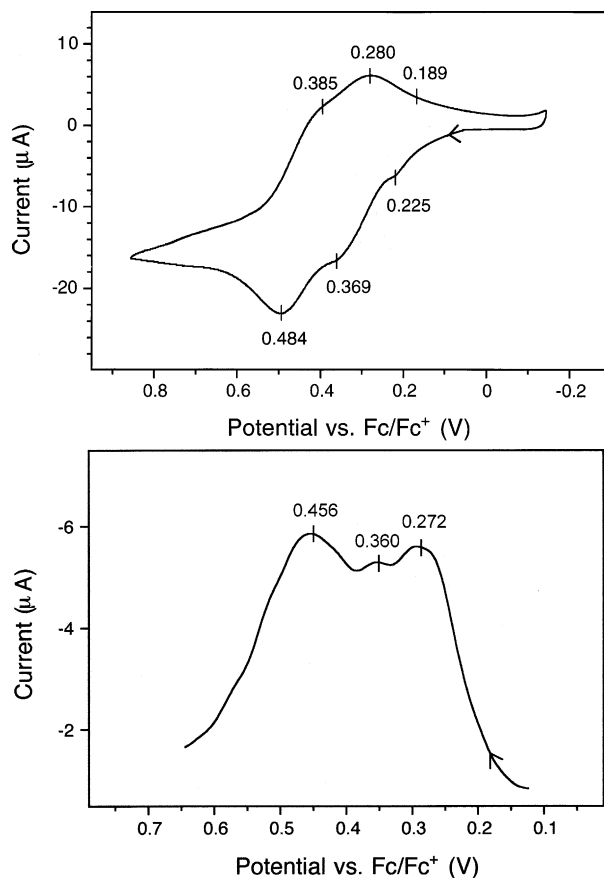 10
0
-10
-20
Current (μ A)
0.385
0.280
0.189
0.225
0.369
0.484
0.8 0.6 0.4 0.2 0 -0.2
Potential vs. Fc/Fc⁺ (V)
-6
-4
-2
Current (μ A)
0.456
0.360
0.272
0.7 0.6 0.5 0.4 0.3 0.2 0.1
Potential vs. Fc/Fc⁺ (V)